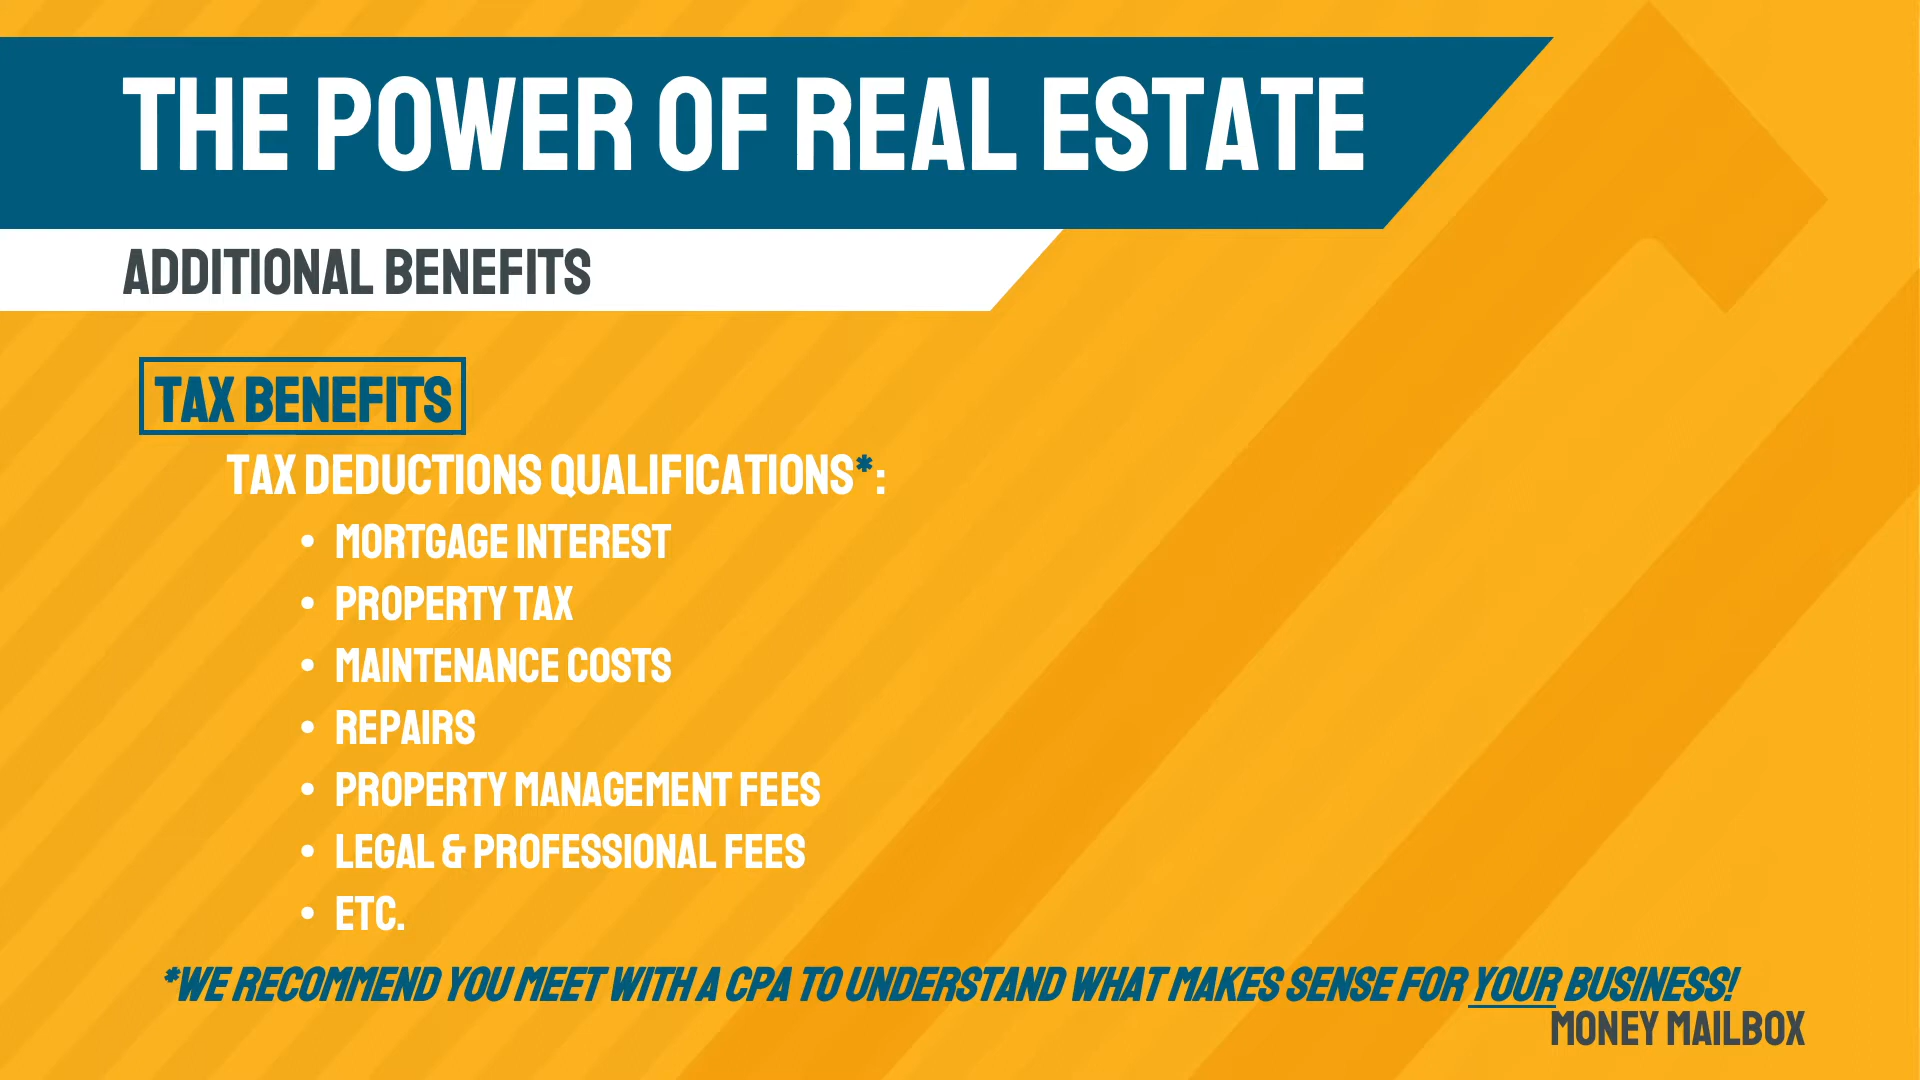 THE POWER OF REAL ESTATE
ADDITIONAL BENEFITS
TAX BENEFITS
TAX DEDUCTIONS QUALIFICATIONS*:
• MORTGAGE INTEREST
• PROPERTY TAX
• MAINTENANCE COSTS
• REPAIRS
• PROPERTY MANAGEMENT FEES
• LEGAL & PROFESSIONAL FEES
• ETC.
*WE RECOMMEND YOU MEET WITH A CPA TO UNDERSTAND WHAT MAKES SENSE FOR YOUR BUSINESS!
MONEY MAILBOX